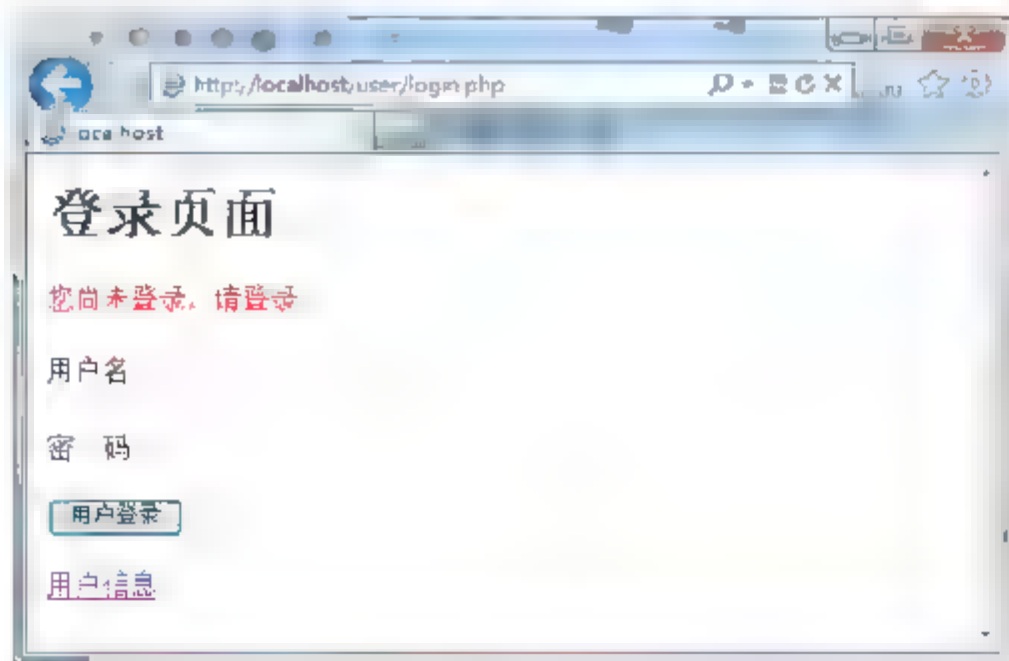 http://localhost/user/login.php
localhost
登录页面
您尚未登录，请登录
用户名
密 码
用户登录
用户信息